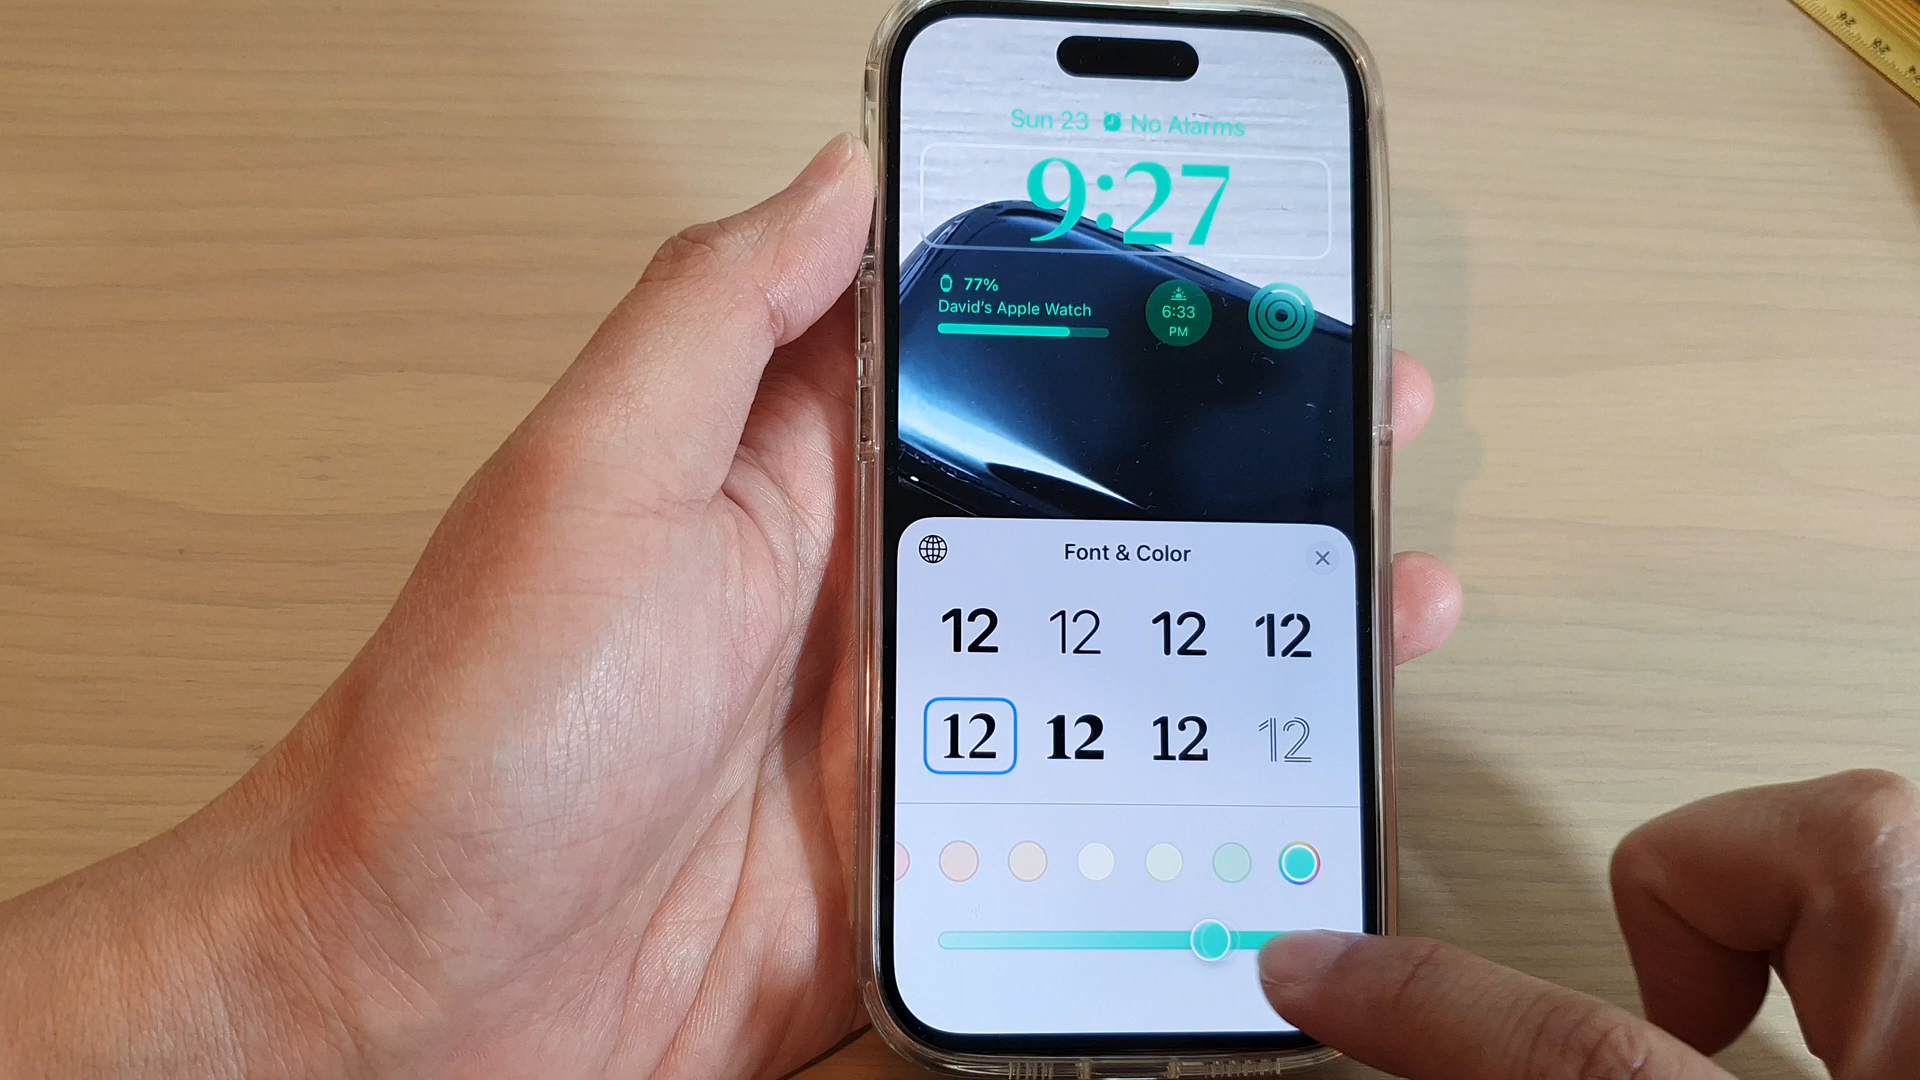 Sun 23 No Alarms
9:27
77%
David's Apple Watch
6:33
PM
Font & Color
12 12 12 12
12 12 12 12